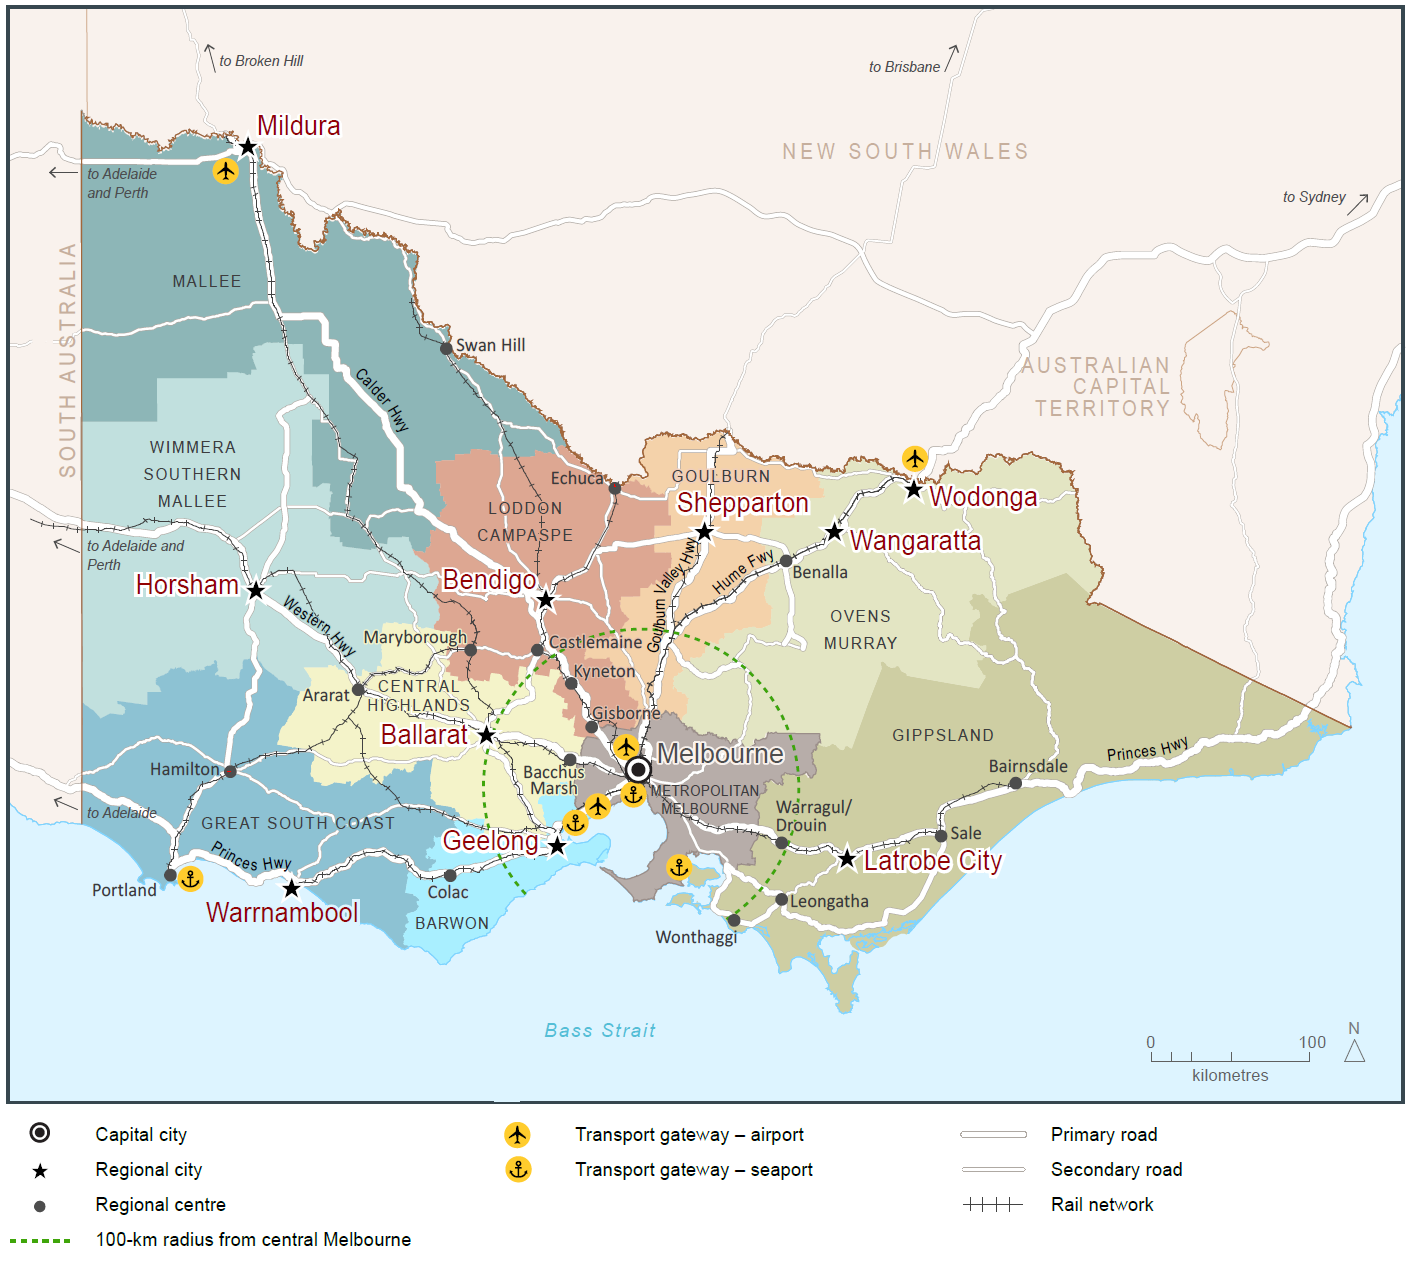 to Broken Hill
to Brisbane
Mildura
NEW SOUTH WALES
to Adelaide
and Perth
to Sydney
SOUTH AUSTRALIA
MALLEE
Swan Hill
AUSTRALIAN
CAPITAL
TERRITORY
Calder Hwy
WIMMERA
SOUTHERN
MALLEE
Echuca
GOULBURN
Shepparton
Wodonga
LODDON
CAMPASPE
to Adelaide and
Perth
Wangaratta
Horsham
Bendigo
Goulburn Valley Hwy
Hume Fwy
Benalla
Western Hwy
OVENS
MURRAY
Maryborough
Castlemaine
Kyneton
Ararat
CENTRAL
HIGHLANDS
Gisborne
Ballarat
GIPPSLAND
Princes Hwy
Melbourne
Hamilton
Bacchus
Marsh
Bairnsdale
METROPOLITAN
MELBOURNE
to Adelaide
GREAT SOUTH COAST
Warragul/
Drouin
Geelong
Sale
Princes Hwy
Latrobe City
Portland
Colac
Leongatha
Warrnambool
BARWON
Wonthaggi
Bass Strait
N
0 100
kilometres
Capital city
Transport gateway – airport
Primary road
Regional city
Transport gateway – seaport
Secondary road
Regional centre
Rail network
100-km radius from central Melbourne